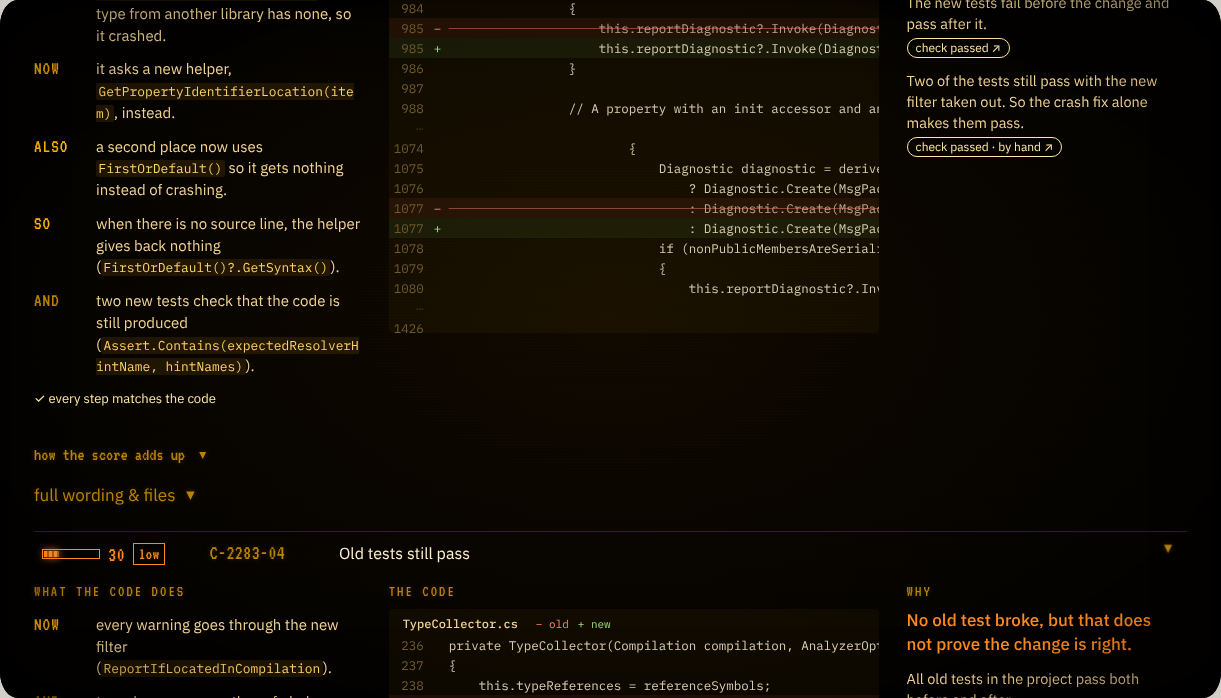 type from another library has none, so
it crashed.
NOW it asks a new helper,
GetPropertyIdentifierLocation(ite
m), instead.
ALSO a second place now uses
FirstOrDefault() so it gets nothing
instead of crashing.
SO when there is no source line, the helper
gives back nothing
(FirstOrDefault()?.GetSyntax()).
AND two new tests check that the code is
still produced
(Assert.Contains(expectedResolverH
intName, hintNames)).
✓ every step matches the code
984 {
985 – this.reportDiagnostic?.Invoke(Diagnos
985 + this.reportDiagnostic?.Invoke(Diagnost
986 }
987
988 // A property with an init accessor and an
…
1074 {
1075 Diagnostic diagnostic = derive
1076 ? Diagnostic.Create(MsgPac
1077 – : Diagnostic.Create(MsgPac
1077 + : Diagnostic.Create(MsgPac
1078 if (nonPublicMembersAreSeriali
1079 {
1080 this.reportDiagnostic?.Inv
…
1426
The new tests fail before the change and
pass after it.
check passed ↗
Two of the tests still pass with the new
filter taken out. So the crash fix alone
makes them pass.
check passed · by hand ↗
how the score adds up ▼
full wording & files ▼
30 low C-2283-04 Old tests still pass ▼
WHAT THE CODE DOES
NOW every warning goes through the new
filter
(ReportIfLocatedInCompilation).
THE CODE
TypeCollector.cs – old + new
236 private TypeCollector(Compilation compilation, AnalyzerOpt
237 {
238 this.typeReferences = referenceSymbols;
WHY
No old test broke, but that does
not prove the change is right.
All old tests in the project pass both
before and after